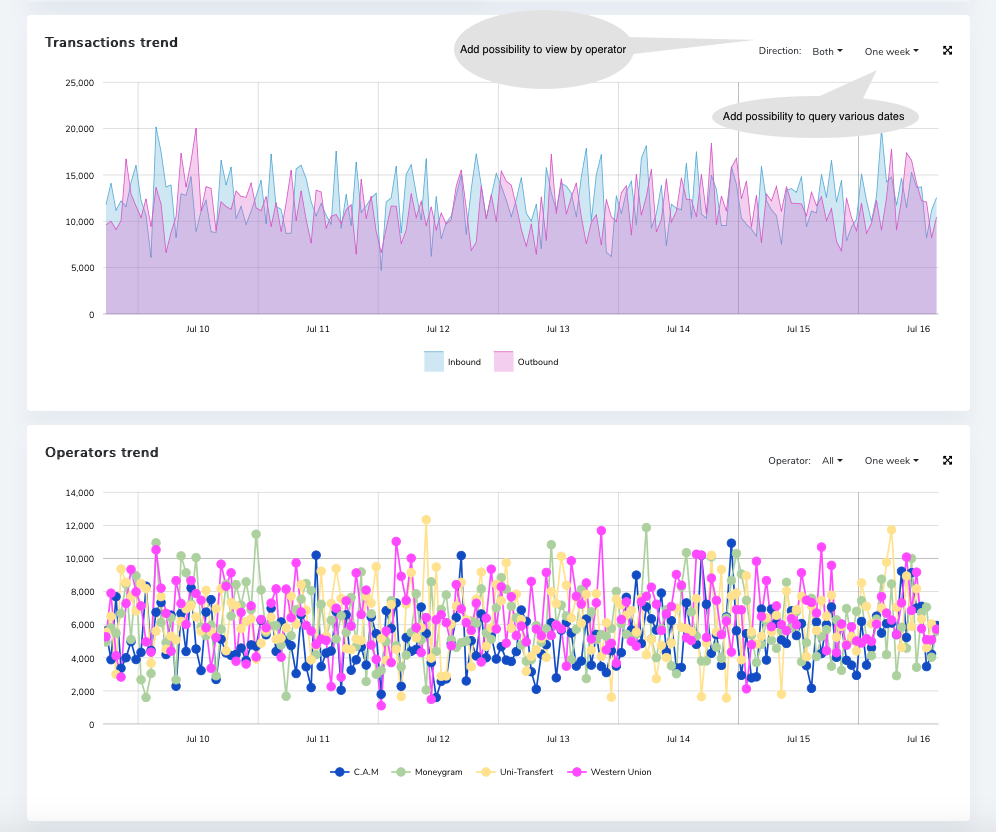 Transactions trend
Add possibility to view by operator
Direction: Both One week
Add possibility to query various dates
25,000
20,000
15,000
10,000
5,000
0
Jul 10 Jul 11 Jul 12 Jul 13 Jul 14 Jul 15 Jul 16
Inbound Outbound
Operators trend
Operator: All One week
14,000
12,000
10,000
8,000
6,000
4,000
2,000
0
Jul 10 Jul 11 Jul 12 Jul 13 Jul 14 Jul 15 Jul 16
C.A.M Moneygram Uni-Transfert Western Union